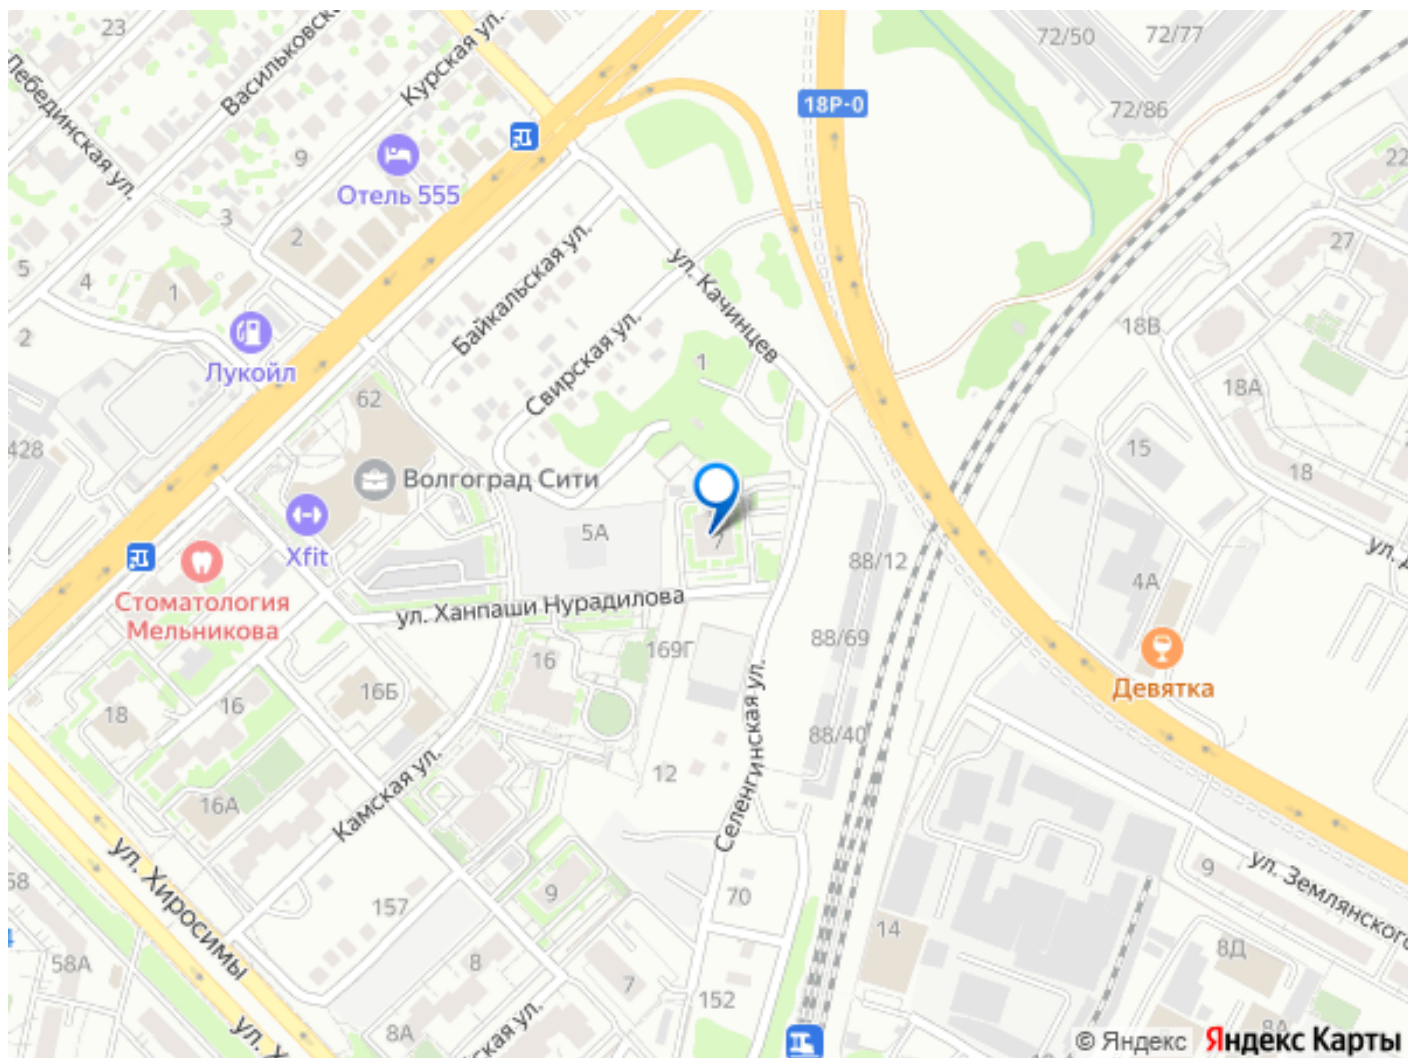 23
Васильковск
Курская ул.
Лебединская ул.
72/50
72/77
72/86
18Р-0
9
Отель 555
3
2
5
4
1
2
22
27
Байкальская ул.
ул. Качинцев
Свирская ул.
Лукойл
1
18В
18А
62
428
15
18
Волгоград Сити
5А
7
Xfit
88/12
ул. Д
4А
Стоматология
Мельникова
ул. Ханпаши Нурадилова
88/69
16
169Г
Девятка
16Б
16
18
88/40
12
16А
Камская ул.
Селенгинская ул.
ул. Хиросимы
9
ул. Землянского
58
9
70
157
14
8Д
58А
8
7
152
8А
8А
ская ул.
ул. Х
© Яндекс Яндекс Карты